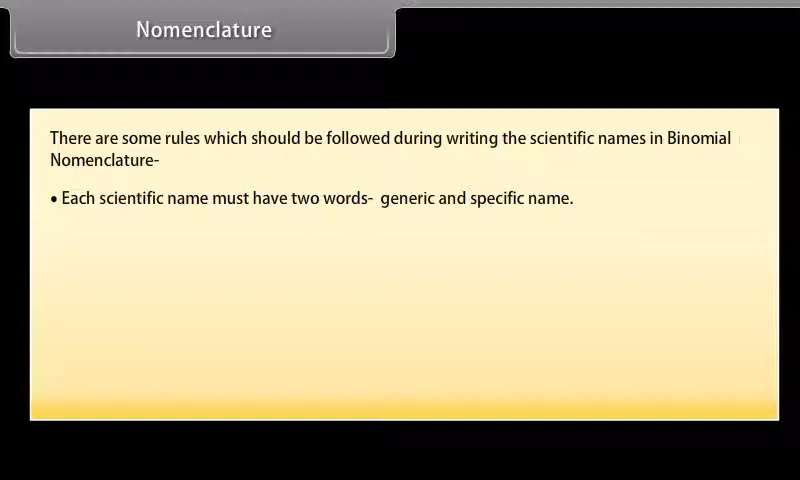 Nomenclature
There are some rules which should be followed during writing the scientific names in Binomial
Nomenclature-
• Each scientific name must have two words- generic and specific name.